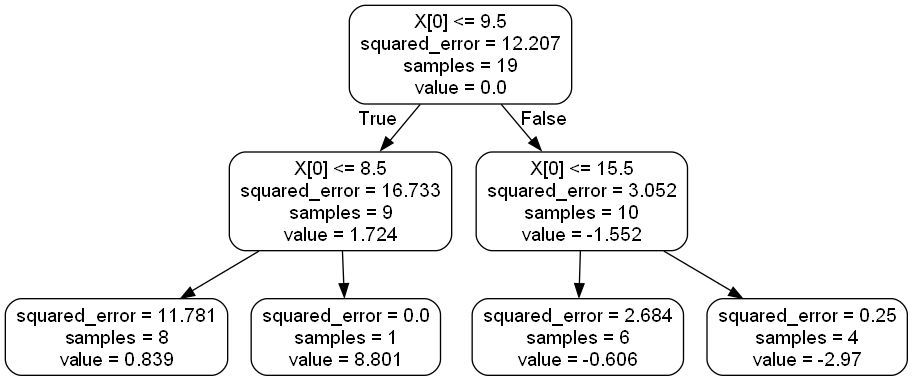 X[0] <= 9.5
squared_error = 12.207
samples = 19
value = 0.0
True
False
X[0] <= 8.5
squared_error = 16.733
samples = 9
value = 1.724
X[0] <= 15.5
squared_error = 3.052
samples = 10
value = -1.552
squared_error = 11.781
samples = 8
value = 0.839
squared_error = 0.0
samples = 1
value = 8.801
squared_error = 2.684
samples = 6
value = -0.606
squared_error = 0.25
samples = 4
value = -2.97